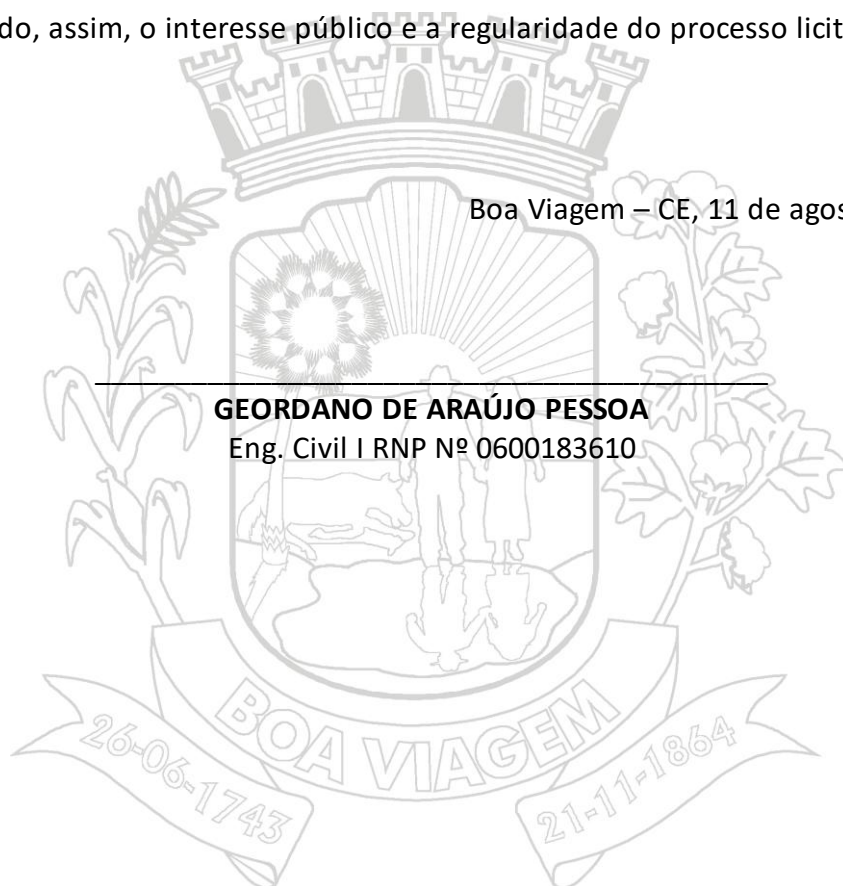 do, assim, o interesse público e a regularidade do processo licit
Boa Viagem – CE, 11 de agos
GEORDANO DE ARAÚJO PESSOA
Eng. Civil I RNP Nº 0600183610
BOA VIAGEM
26-06-1743
21-11-1864